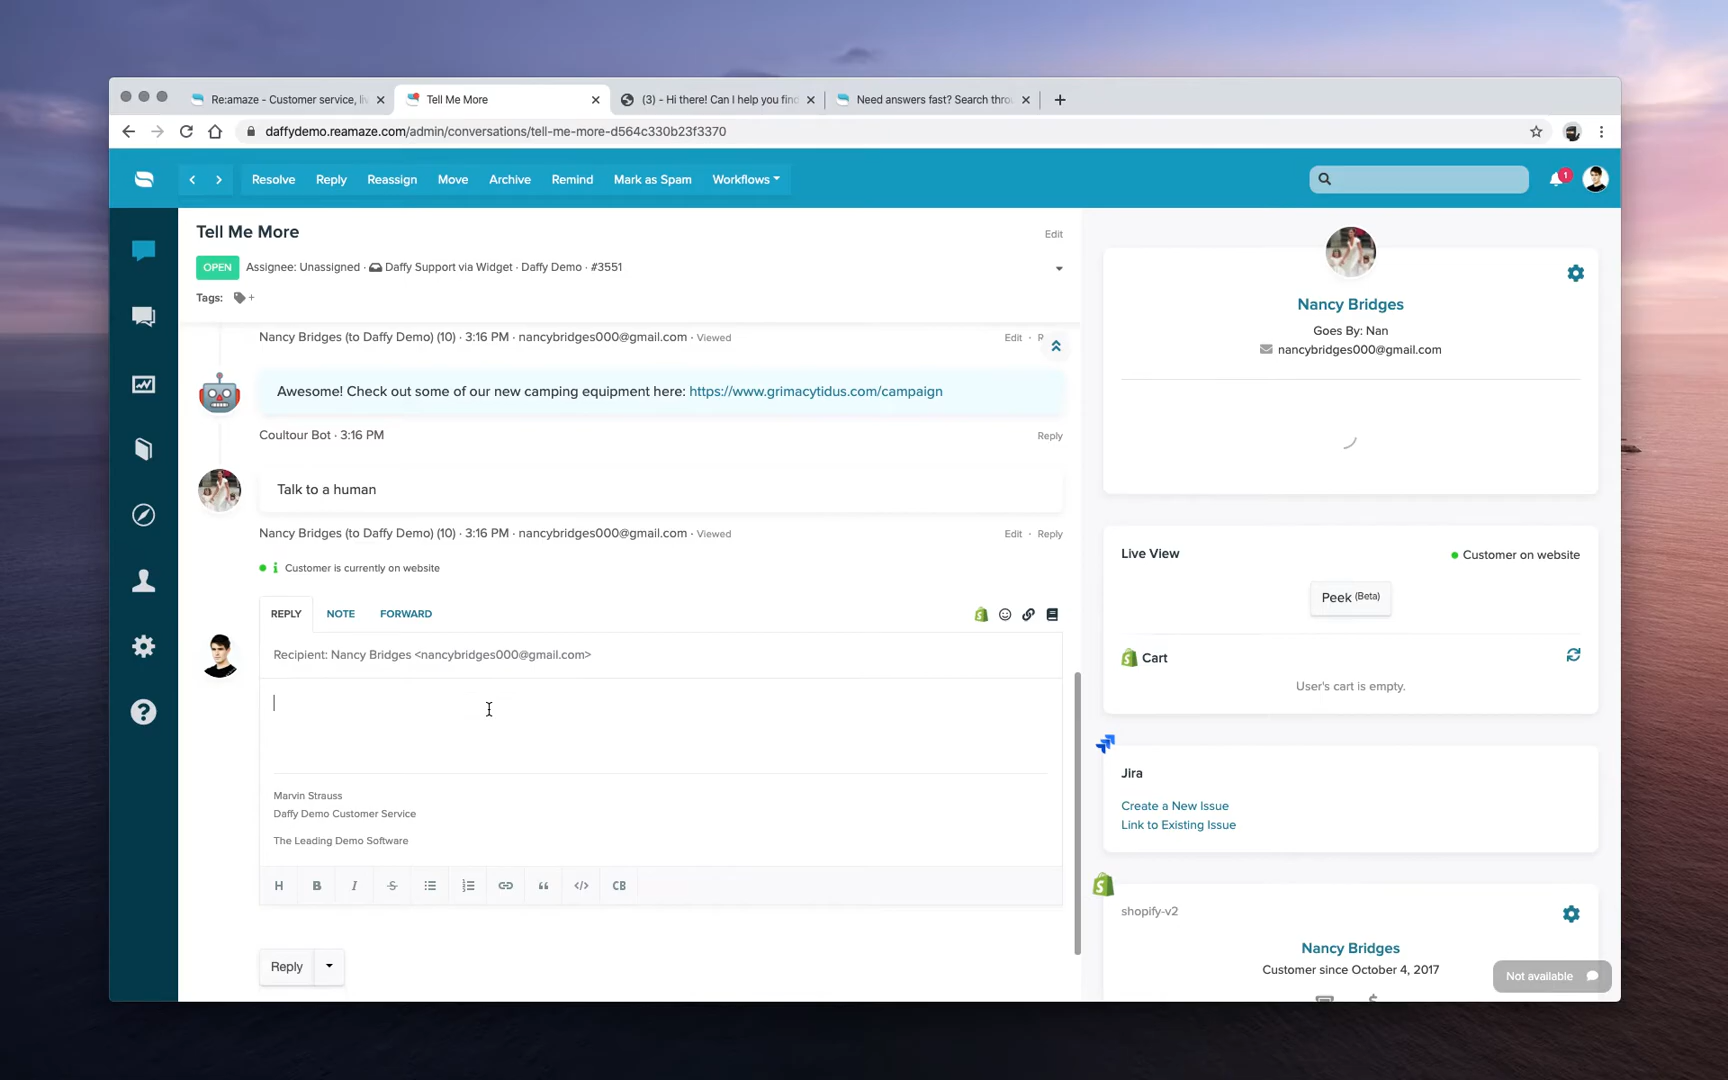 Re:amaze - Customer service, li
Tell Me More
(3) - Hi there! Can I help you find
Need answers fast? Search throu
daffydemo.reamaze.com/admin/conversations/tell-me-more-d564c330b23f3370
Resolve
Reply
Reassign
Move
Archive
Remind
Mark as Spam
Workflows
1
Tell Me More
Edit
OPEN
Assignee: Unassigned · Daffy Support via Widget · Daffy Demo · #3551
Tags: +
Nancy Bridges (to Daffy Demo) (10) · 3:16 PM · nancybridges000@gmail.com · Viewed
Edit · R
Awesome! Check out some of our new camping equipment here: https://www.grimacytidus.com/campaign
Coultour Bot · 3:16 PM
Reply
Talk to a human
Nancy Bridges (to Daffy Demo) (10) · 3:16 PM · nancybridges000@gmail.com · Viewed
Edit · Reply
Customer is currently on website
REPLY
NOTE
FORWARD
Recipient: Nancy Bridges <nancybridges000@gmail.com>
Marvin Strauss
Daffy Demo Customer Service
The Leading Demo Software
H B I S </> CB
Reply
Nancy Bridges
Goes By: Nan
nancybridges000@gmail.com
Live View
Customer on website
Peek (Beta)
Cart
User's cart is empty.
Jira
Create a New Issue
Link to Existing Issue
shopify-v2
Nancy Bridges
Customer since October 4, 2017
Not available